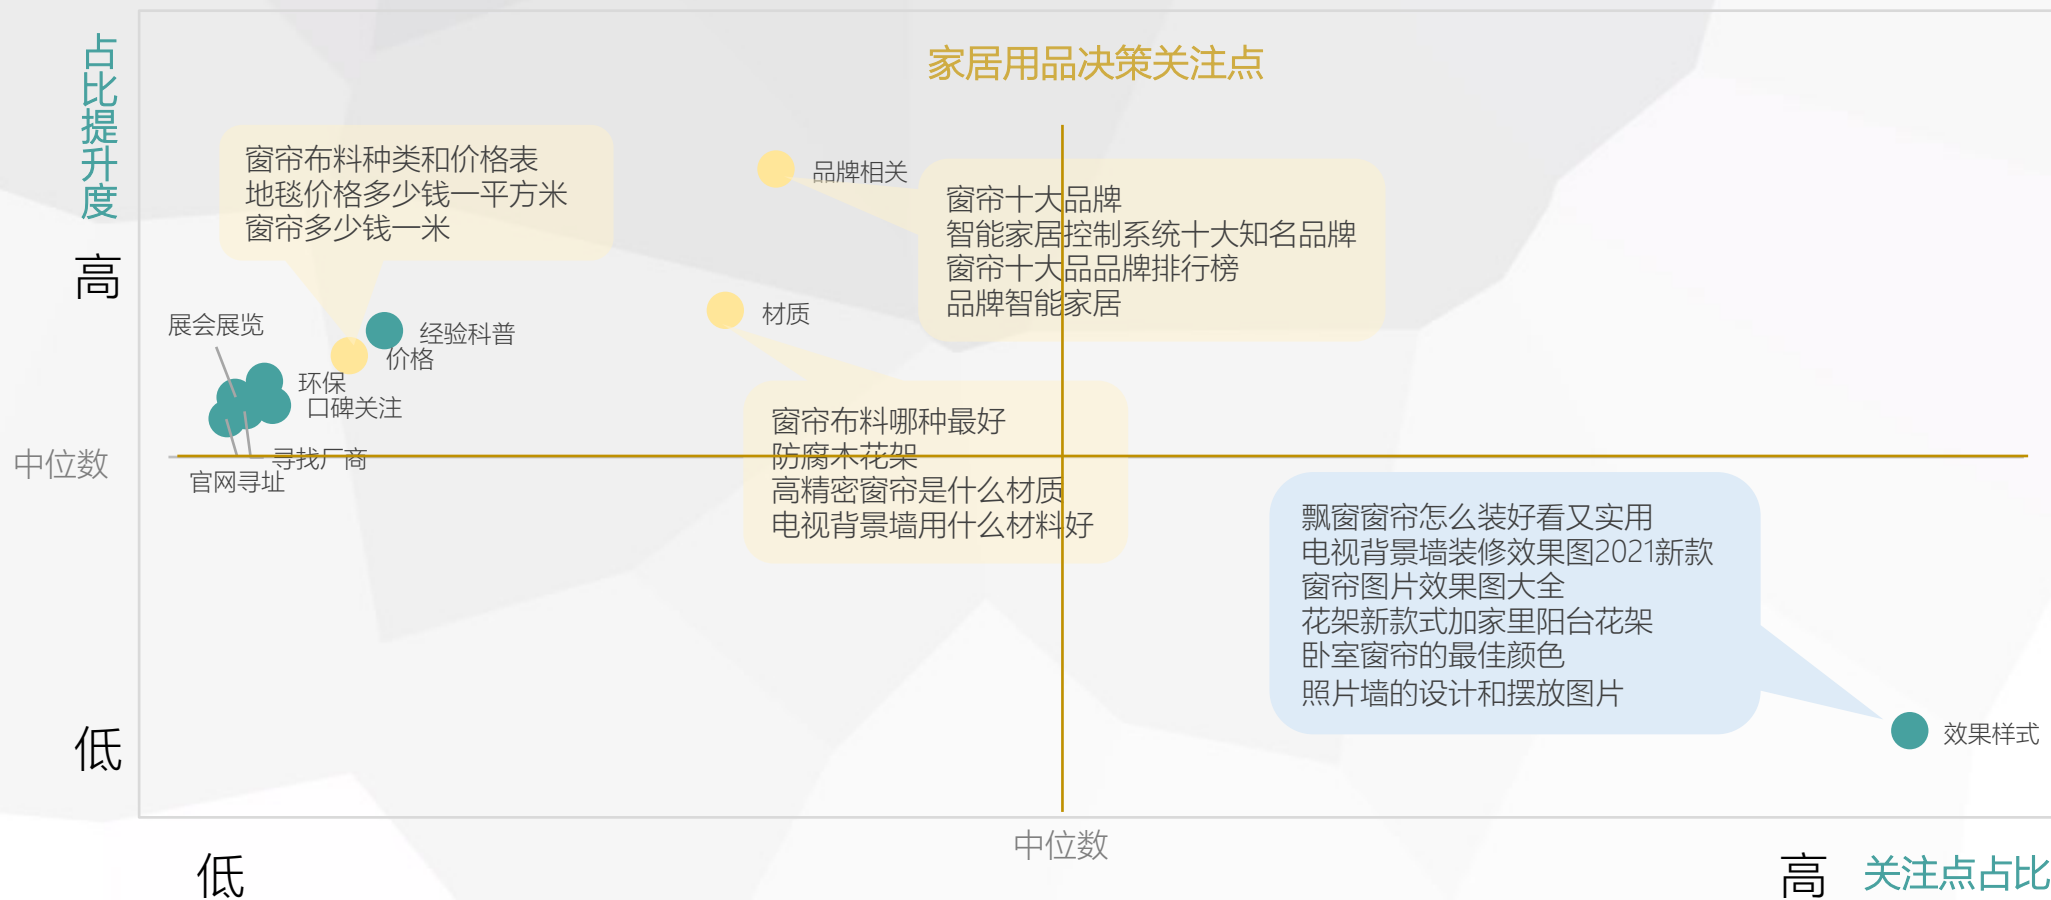 占比提升度
家居用品决策关注点
窗帘布料种类和价格表
地毯价格多少钱一平方米
窗帘多少钱一米
品牌相关
窗帘十大品牌
智能家居控制系统十大知名品牌
窗帘十大品品牌排行榜
品牌智能家居
高
材质
展会展览
经验科普
价格
环保
口碑关注
窗帘布料哪种最好
防腐木花架
高精密窗帘是什么材质
电视背景墙用什么材料好
中位数
寻找厂商
官网寻址
飘窗窗帘怎么装好看又实用
电视背景墙装修效果图2021新款
窗帘图片效果图大全
花架新款式加家里阳台花架
卧室窗帘的最佳颜色
照片墙的设计和摆放图片
低
效果样式
中位数
低
高
关注点占比